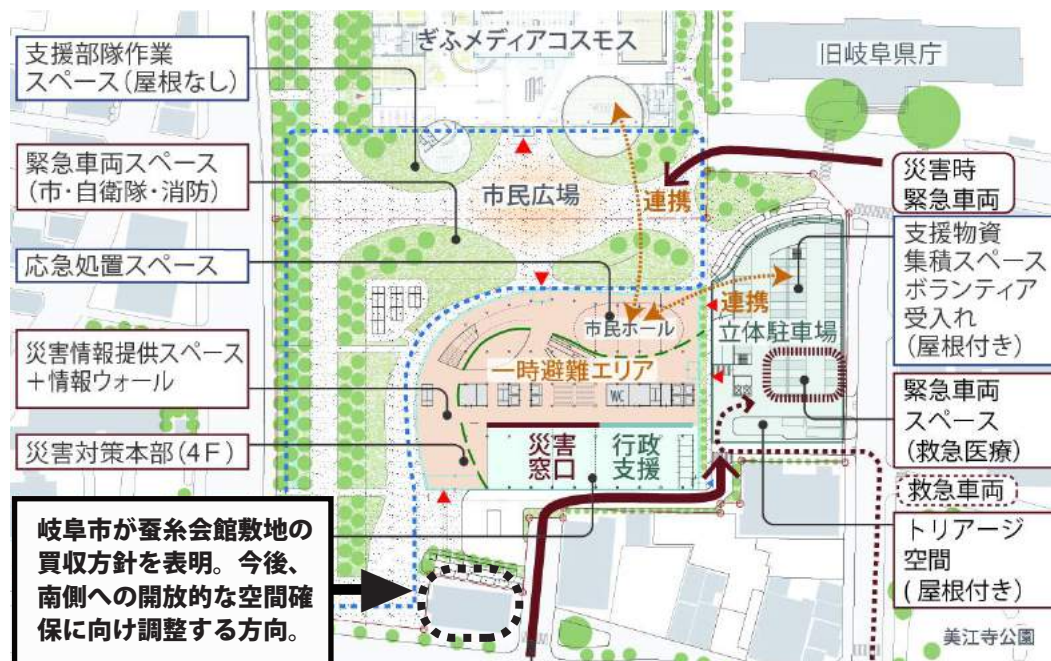 ぎふメディアコスモス
旧岐阜県庁
支援部隊作業
スペース(屋根なし)
緊急車両スペース
(市・自衛隊・消防)
応急処置スペース
災害情報提供スペース
+情報ウォール
災害対策本部(4F)
市民広場
連携
連携
市民ホール
立体駐車場
一時避難エリア
WC
災害
窓口
行政
支援
災害時
緊急車両
支援物資
集積スペース
ボランティア
受入れ
(屋根付き)
緊急車両
スペース
(救急医療)
救急車両
トリアージ
空間
(屋根付き)
美江寺公園
岐阜市が蚕糸会館敷地の
買収方針を表明。今後、
南側への開放的な空間確
保に向け調整する方向。